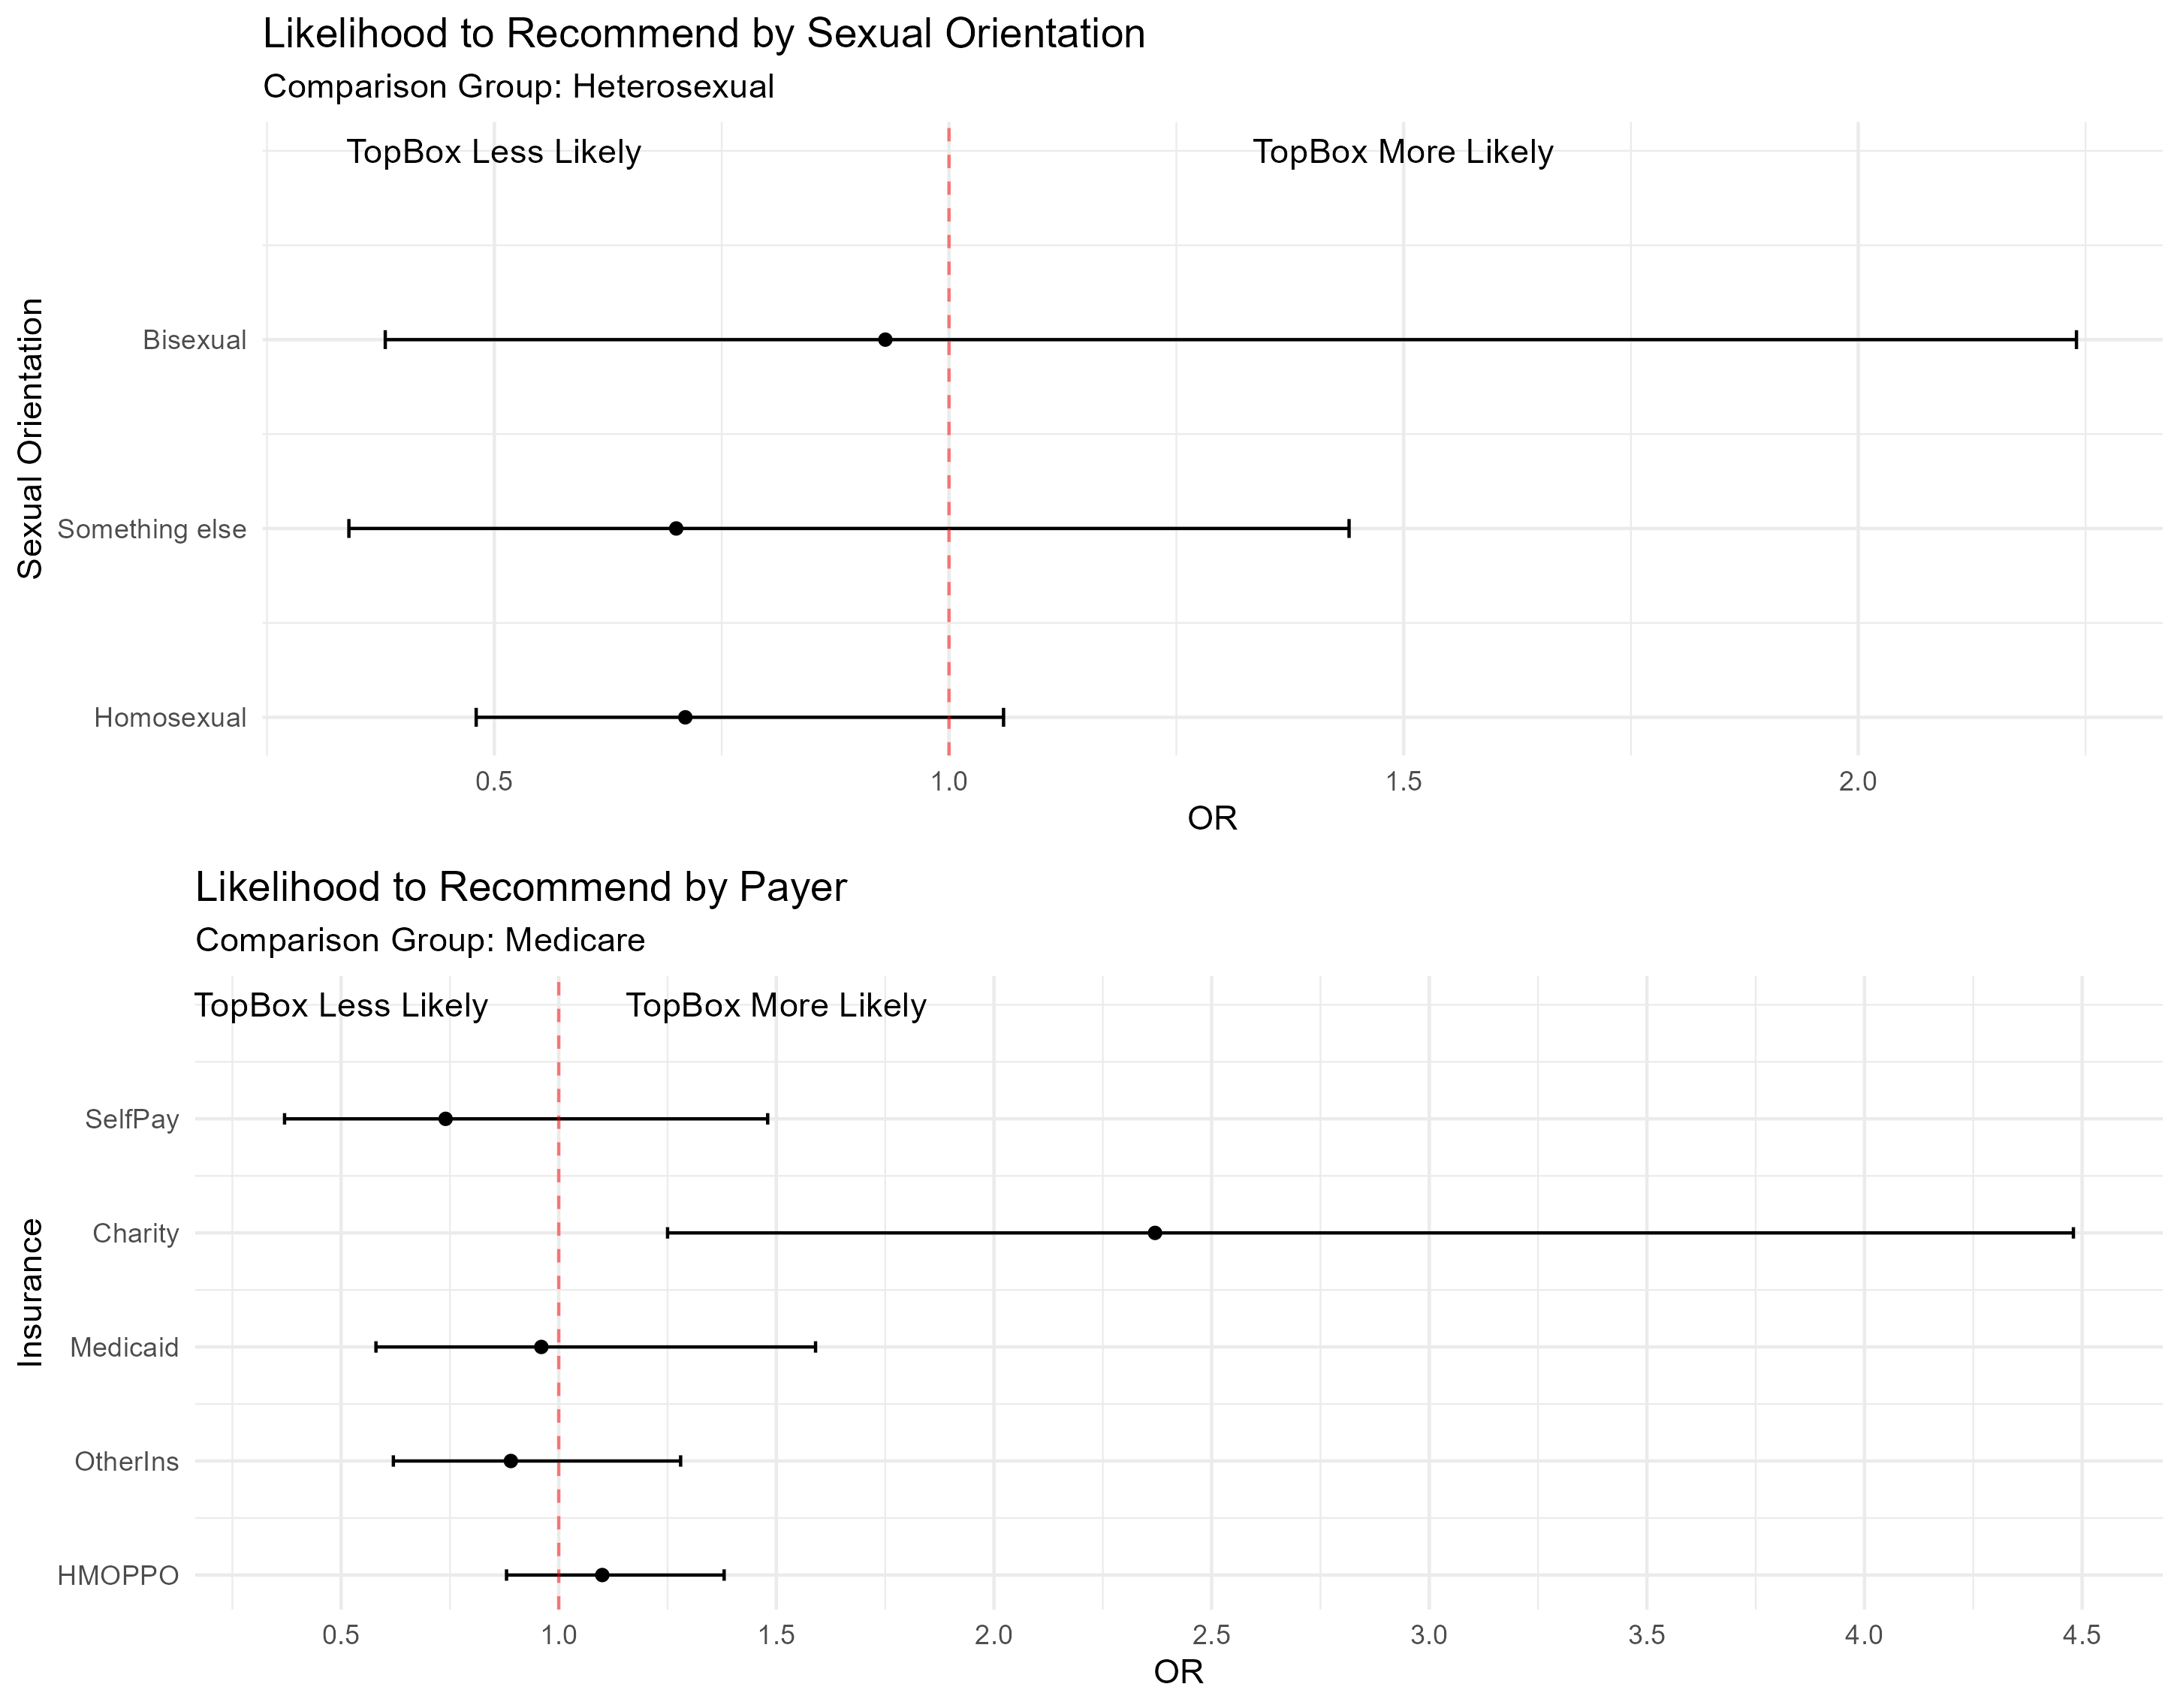 Likelihood to Recommend by Sexual Orientation
Comparison Group: Heterosexual
TopBox Less Likely
TopBox More Likely
Sexual Orientation
Bisexual
Something else
Homosexual
0.5
1.0
1.5
2.0
OR
Likelihood to Recommend by Payer
Comparison Group: Medicare
TopBox Less Likely
TopBox More Likely
Insurance
SelfPay
Charity
Medicaid
OtherIns
HMOPPO
0.5
1.0
1.5
2.0
2.5
3.0
3.5
4.0
4.5
OR